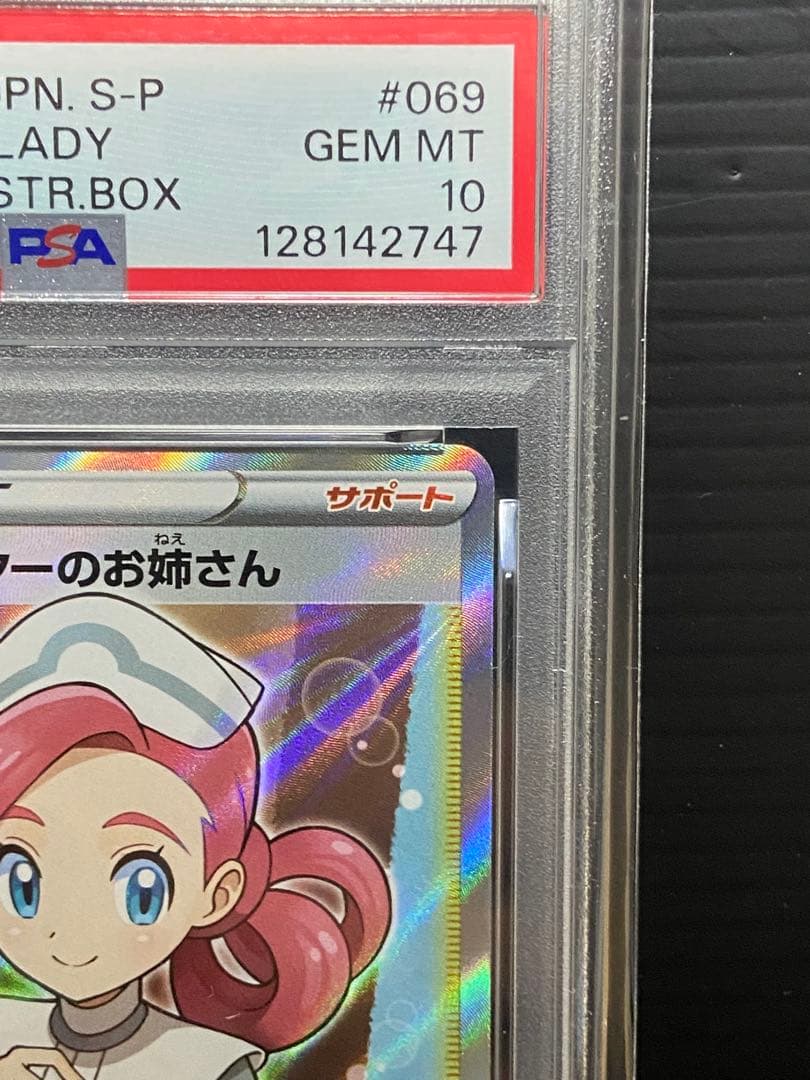 PN. S-P #069
LADY GEM MT
STR.BOX 10
PSA 128142747
サポート
ねえ
ーのお姉さん